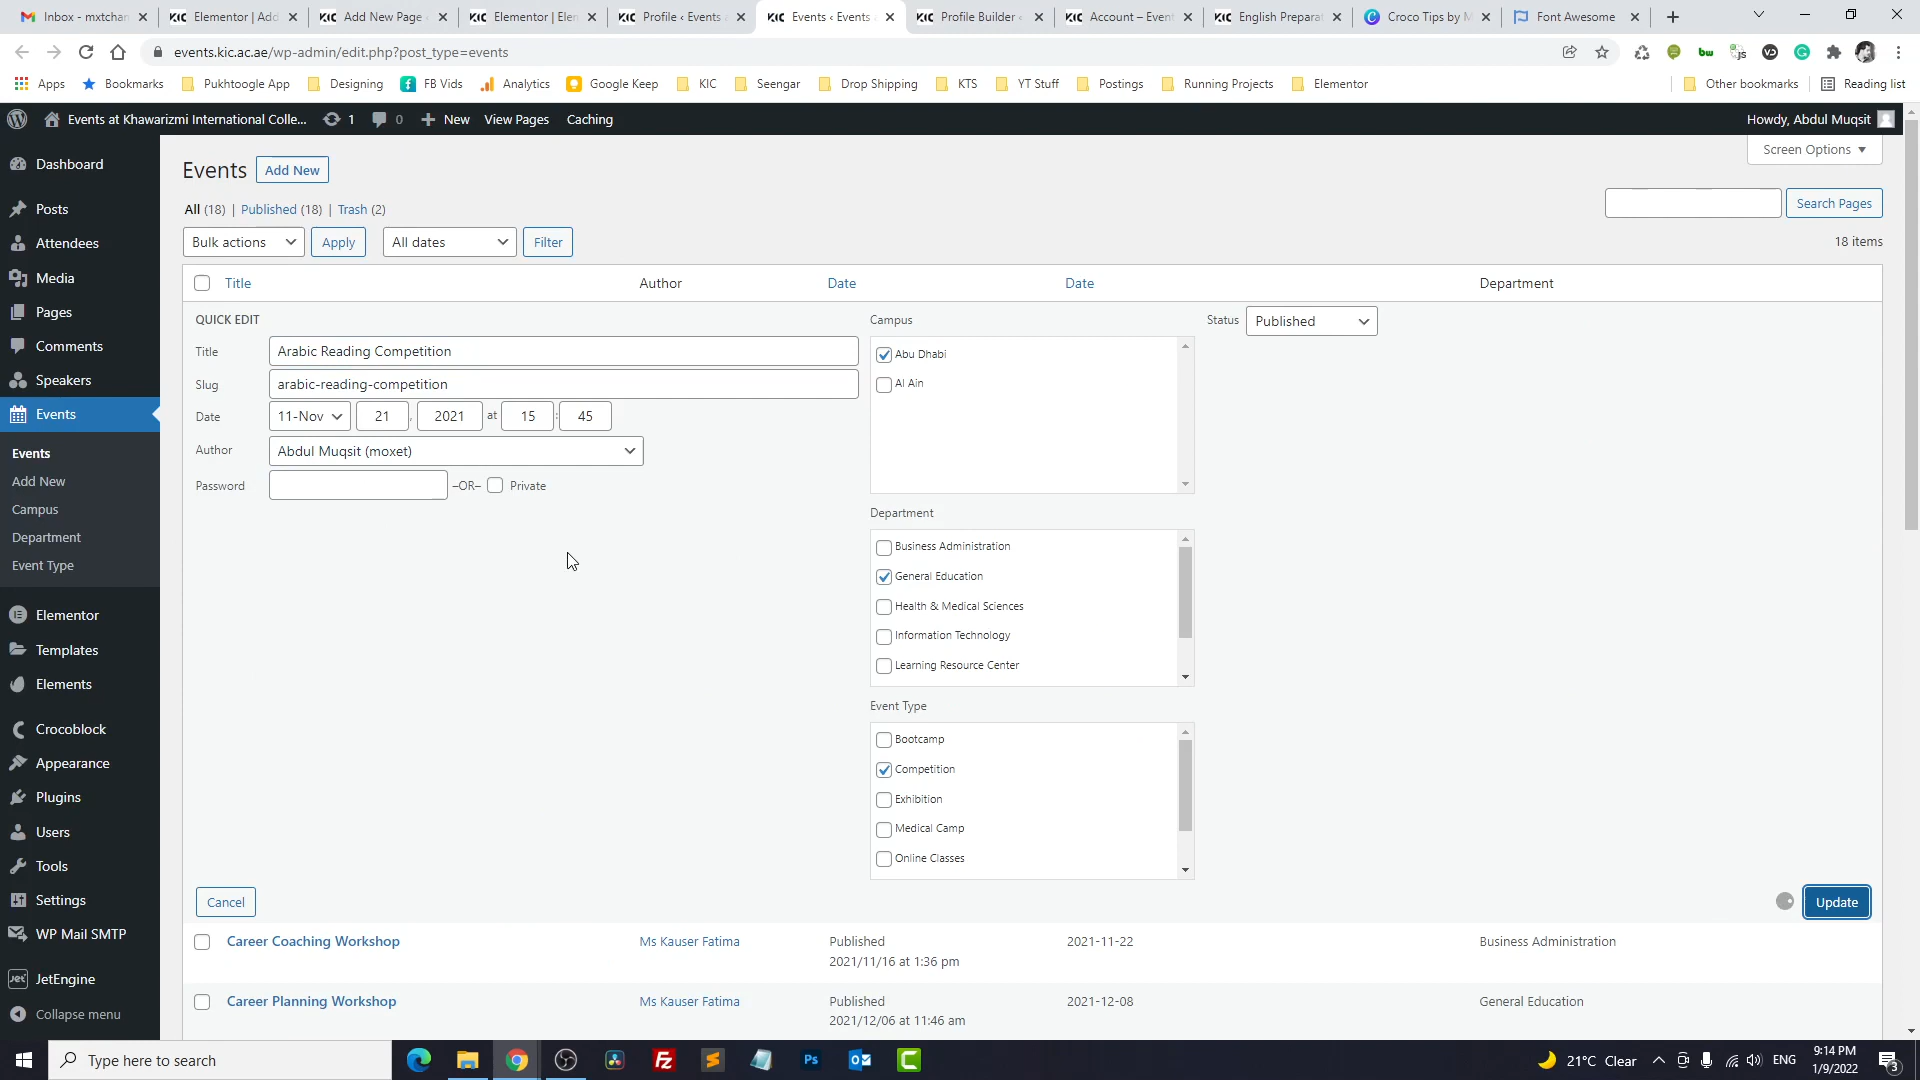 Inbox - mxtchan
Elementor | Add
Add New Page ‹
Elementor | Elen
Profile ‹ Events
Events ‹ Events
Profile Builder ‹
Account – Event
English Preparat
Croco Tips by M
Font Awesome
events.kic.ac.ae/wp-admin/edit.php?post_type=events
Apps
Bookmarks
Pukhtoogle App
Designing
FB Vids
Analytics
Google Keep
KIC
Seengar
Drop Shipping
KTS
YT Stuff
Postings
Running Projects
Elementor
Other bookmarks
Reading list
Events at Khawarizmi International Colle... 1 0 New View Pages Caching
Howdy, Abdul Muqsit
Screen Options
Dashboard
Posts
Attendees
Media
Pages
Comments
Speakers
Events
Events
Add New
Campus
Department
Event Type
Elementor
Templates
Elements
Crocoblock
Appearance
Plugins
Users
Tools
Settings
WP Mail SMTP
JetEngine
Collapse menu
Events Add New
All (18) | Published (18) | Trash (2)
Search Pages
Bulk actions Apply All dates Filter
18 items
Title Author Date Date Department
QUICK EDIT
Title Arabic Reading Competition
Slug arabic-reading-competition
Date 11-Nov 21 , 2021 at 15 : 45
Author Abdul Muqsit (moxet)
Password –OR– Private
Campus
Abu Dhabi
Al Ain
Department
Business Administration
General Education
Health & Medical Sciences
Information Technology
Learning Resource Center
Event Type
Bootcamp
Competition
Exhibition
Medical Camp
Online Classes
Status Published
Cancel
Update
Career Coaching Workshop Ms Kauser Fatima Published 2021-11-22 Business Administration
2021/11/16 at 1:36 pm
Career Planning Workshop Ms Kauser Fatima Published 2021-12-08 General Education
2021/12/06 at 11:46 am
Type here to search
21°C Clear
ENG
9:14 PM
1/9/2022
3